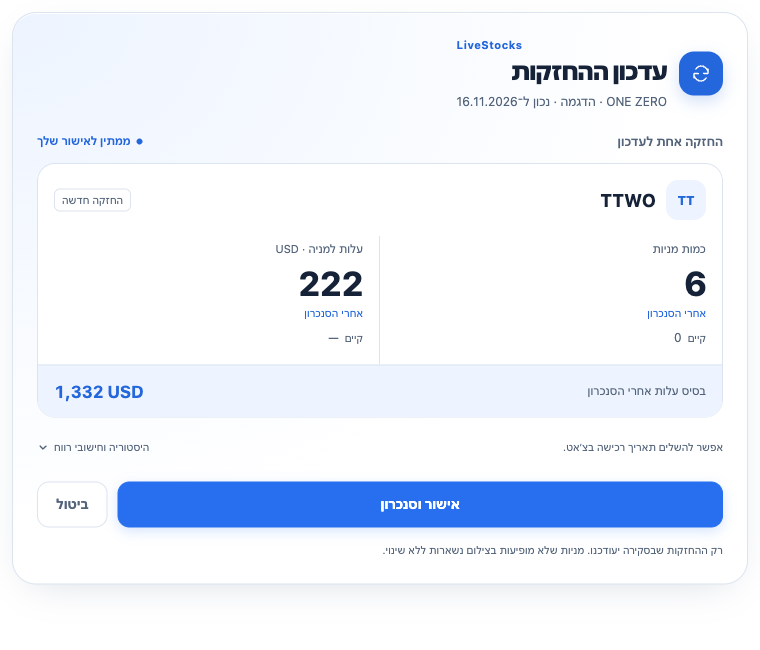 LiveStocks
עדכון ההחזקות
ONE ZERO · הדגמה · נכון ל־16.11.2026
החזקה אחת לעדכון
ממתין לאישור שלך
TT
TTWO
החזקה חדשה
כמות מניות
6
אחרי הסנכרון
קיים 0
עלות למניה · USD
222
אחרי הסנכרון
קיים —
בסיס עלות אחרי הסנכרון
1,332 USD
אפשר להשלים תאריך רכישה בצ׳אט.
היסטוריה וחישובי רווח
אישור וסנכרון
ביטול
רק ההחזקות שבסקירה יעודכנו. מניות שלא מופיעות בצילום נשארות ללא שינוי.